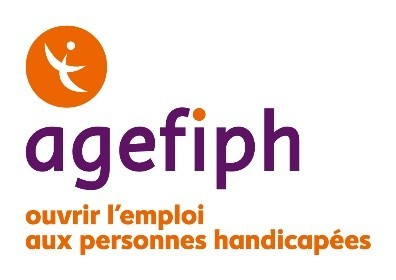 agefiph
ouvrir l'emploi
aux personnes handicapées